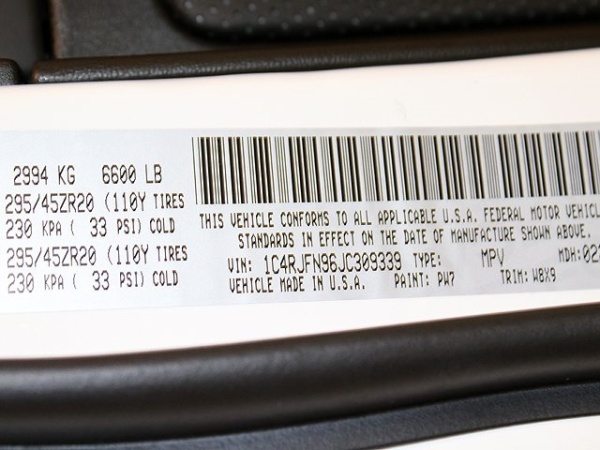 2994 KG 6600 LB
295/45ZR20 (110Y TIRES
230 KPA ( 33 PSI) COLD
295/45ZR20 (110Y TIRES
230 KPA ( 33 PSI) COLD
THIS VEHICLE CONFORMS TO ALL APPLICABLE U.S.A. FEDERAL MOTOR VEHICL
STANDARDS IN EFFECT ON THE DATE OF MANUFACTURE SHOWN ABOVE.
VIN: 1C4RJFN96JC309339 TYPE: MPV MDH: 022
VEHICLE MADE IN U.S.A. PAINT: PW7 TRIM: W8X9